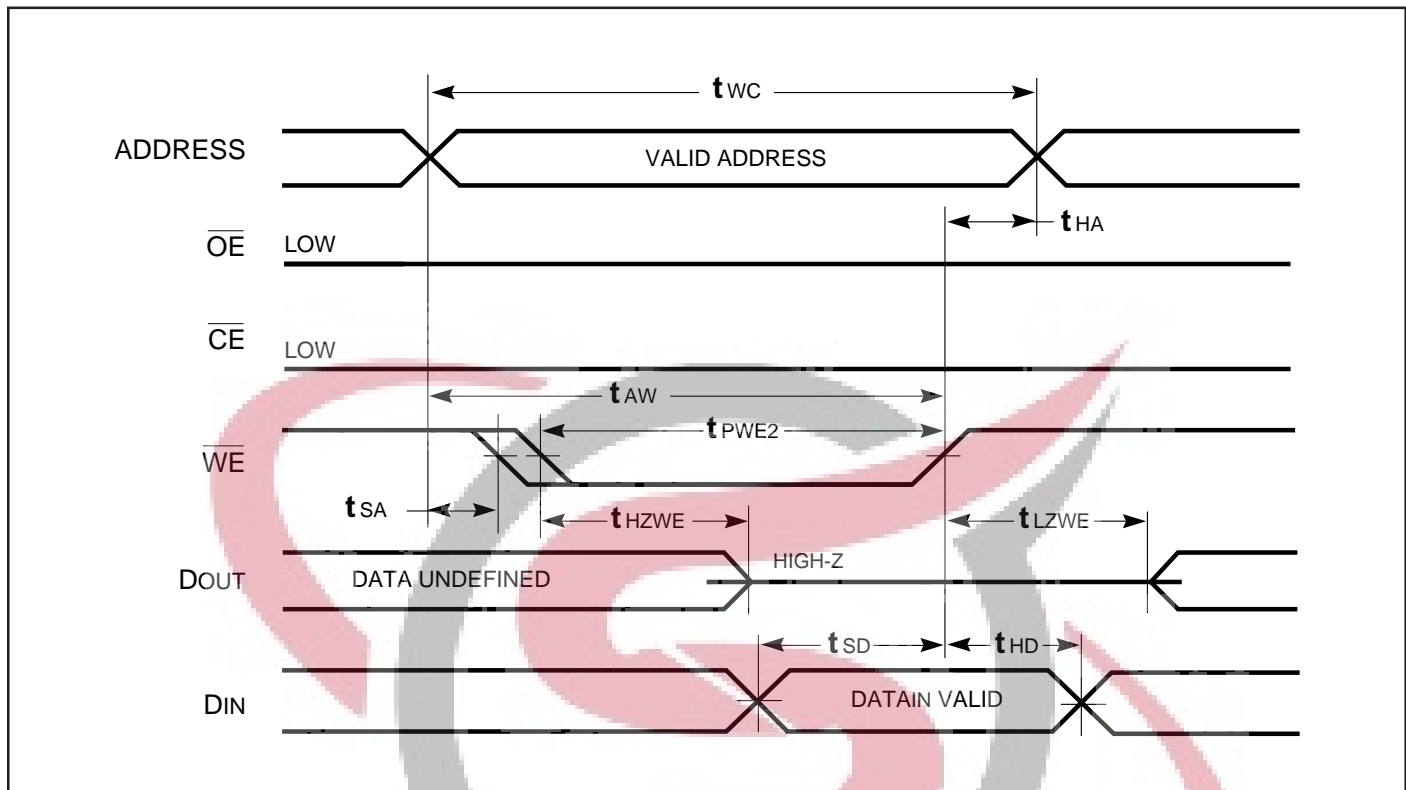 tWC
ADDRESS
VALID ADDRESS
tHA
OE
LOW
CE
LOW
tAW
tPWE2
WE
tSA
tHZWE
tLZWE
HIGH-Z
DOUT
DATA UNDEFINED
tSD
tHD
DIN
DATAIN VALID